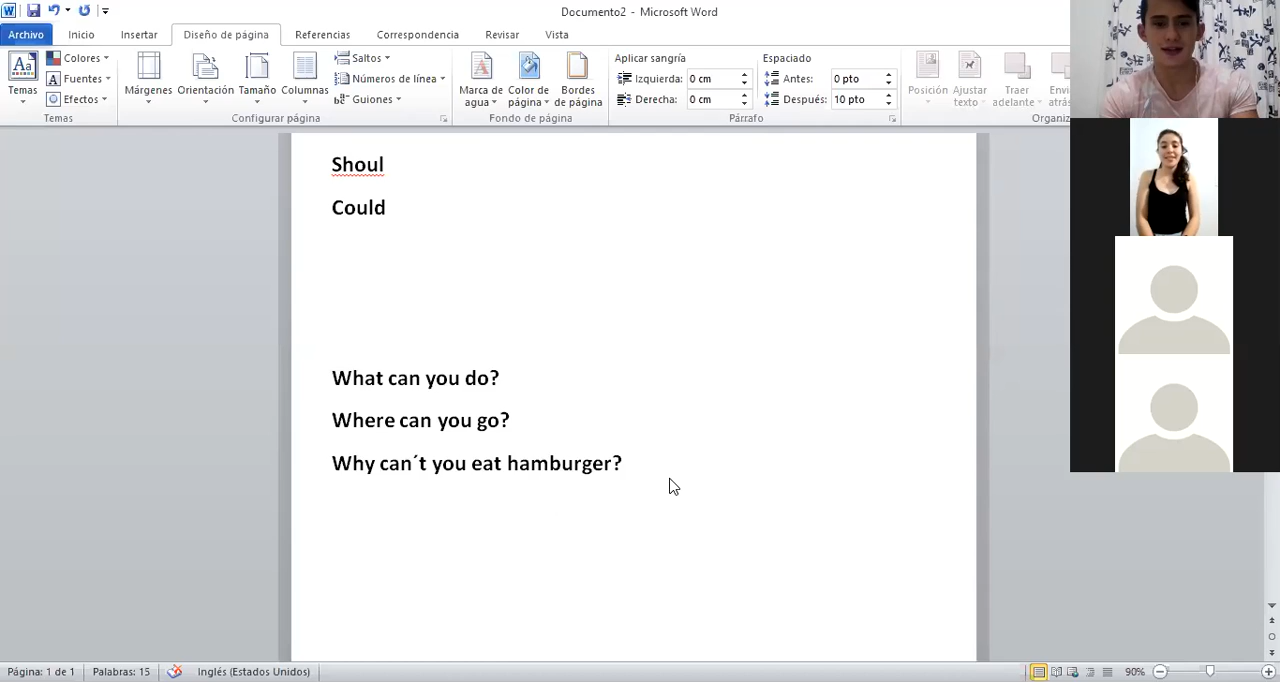 Documento2 - Microsoft Word
Archivo Inicio Insertar Diseño de página Referencias Correspondencia Revisar Vista
Aa Temas
Colores
Fuentes
Efectos
Temas
Márgenes Orientación Tamaño Columnas
Saltos
Números de línea
Guiones
Configurar página
Marca de agua Color de página Bordes de página
Fondo de página
Aplicar sangría
Izquierda: 0 cm
Derecha: 0 cm
Espaciado
Antes: 0 pto
Después: 10 pto
Párrafo
Posición Ajustar texto Traer adelante
Shoul
Could
What can you do?
Where can you go?
Why can´t you eat hamburger?
Página: 1 de 1 Palabras: 15 Inglés (Estados Unidos) 90%